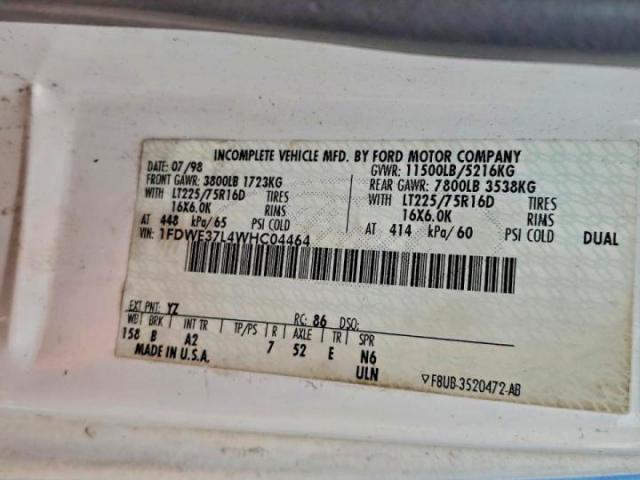 INCOMPLETE VEHICLE MFD. BY FORD MOTOR COMPANY
DATE: 07/98 GVWR: 11500LB/5216KG
FRONT GAWR: 3800LB 1723KG REAR GAWR: 7800LB 3538KG
WITH LT225/75R16D TIRES WITH LT225/75R16D TIRES
16X6.0K RIMS 16X6.0K RIMS
AT 448 kPa/65 PSI COLD AT 414 kPa/60 PSI COLD DUAL
VIN: 1FDWE37L4WHC04464
EXT PNT: YZ RC: 86 DSO:
WB BRK INT TR TP/PS R AXLE TR SPR
158 B A2 7 52 E N6
MADE IN U.S.A. ULN
▽F8UB-3520472-AB